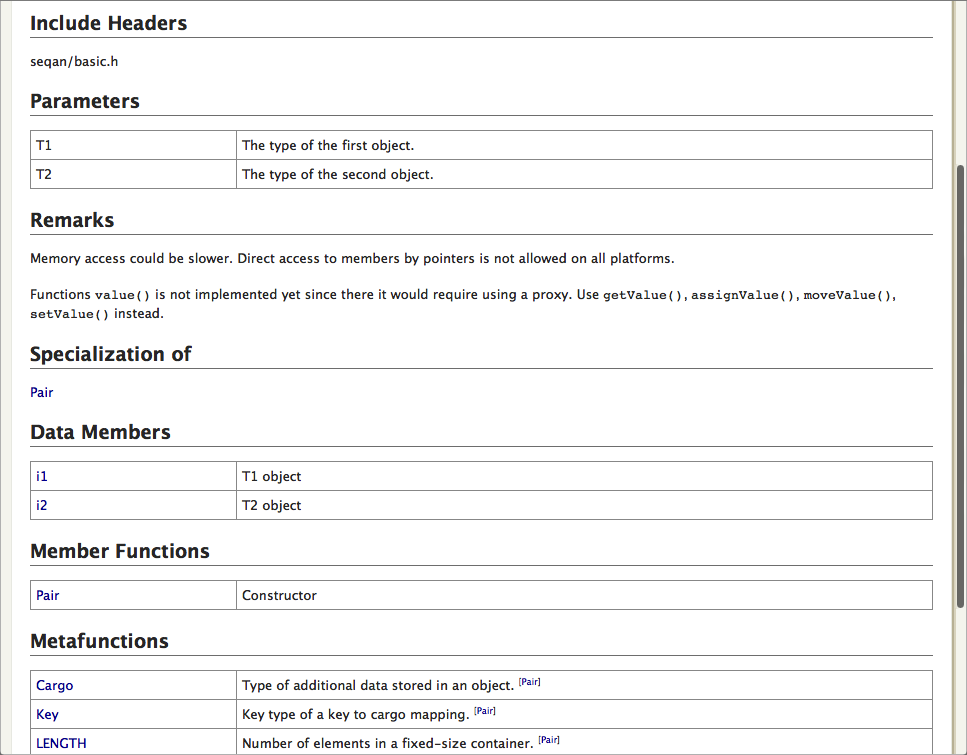 Include Headers
seqan/basic.h
Parameters
T1 The type of the first object.
T2 The type of the second object.
Remarks
Memory access could be slower. Direct access to members by pointers is not allowed on all platforms.
Functions value() is not implemented yet since there it would require using a proxy. Use getValue(), assignValue(), moveValue(),
setValue() instead.
Specialization of
Pair
Data Members
i1 T1 object
i2 T2 object
Member Functions
Pair Constructor
Metafunctions
Cargo Type of additional data stored in an object. [Pair]
Key Key type of a key to cargo mapping. [Pair]
LENGTH Number of elements in a fixed-size container. [Pair]